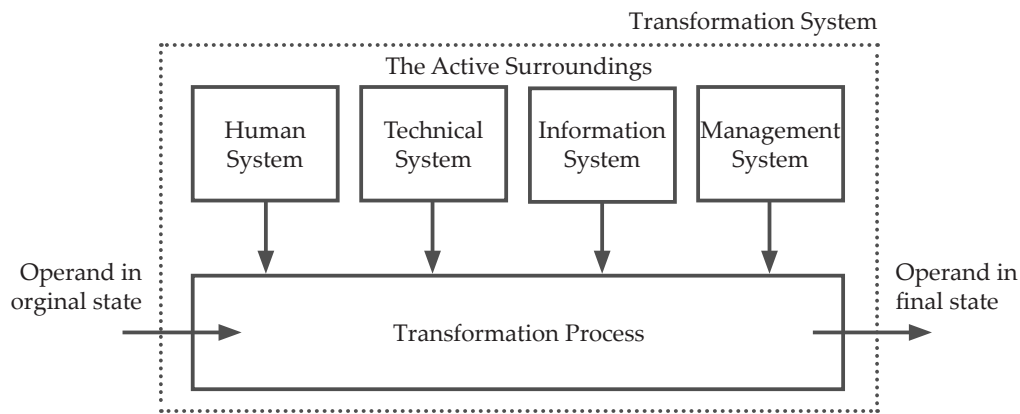 Transformation System
The Active Surroundings
Human
System
Technical
System
Information
System
Management
System
Operand in
orginal state
Transformation Process
Operand in
final state